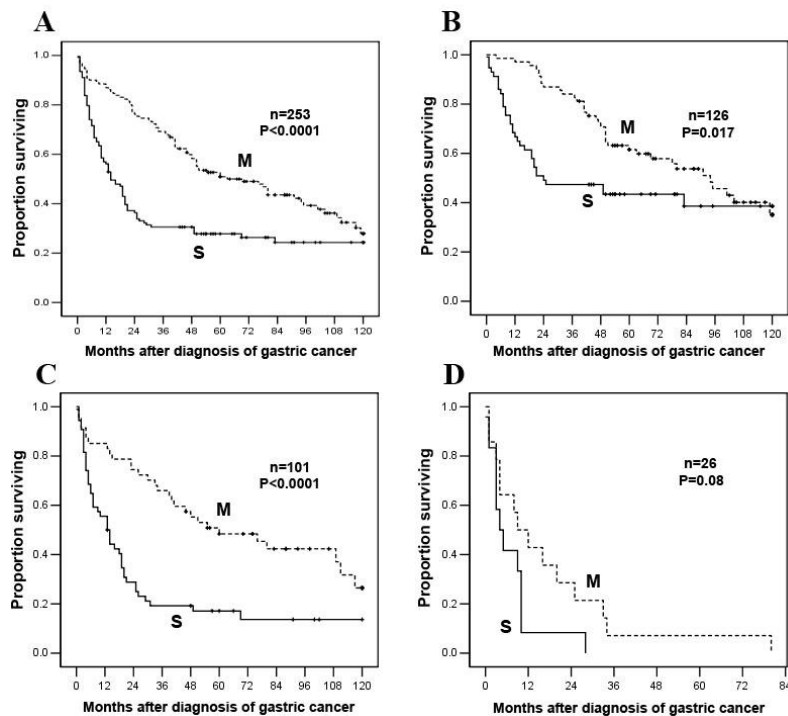 A
Proportion surviving
1.0
0.8
0.6
0.4
0.2
0.0
n=253
P<0.0001
M
S
0 12 24 36 48 60 72 84 96 108 120
Months after diagnosis of gastric cancer
B
Proportion surviving
1.0
0.8
0.6
0.4
0.2
0.0
n=126
P=0.017
M
S
0 12 24 36 48 60 72 84 96 108 120
Months after diagnosis of gastric cancer
C
Proportion surviving
1.0
0.8
0.6
0.4
0.2
0.0
n=101
P<0.0001
M
S
0 12 24 36 48 60 72 84 96 108 120
Months after diagnosis of gastric cancer
D
Proportion surviving
1.0
0.8
0.6
0.4
0.2
0.0
n=26
P=0.08
M
S
0 12 24 36 48 60 72 84
Months after diagnosis of gastric cancer